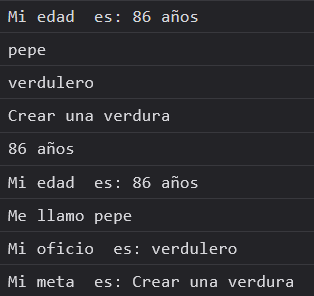 Mi edad  es: 86 años
pepe
verdulero
Crear una verdura
86 años
Mi edad  es: 86 años
Me llamo pepe
Mi oficio  es: verdulero
Mi meta  es: Crear una verdura